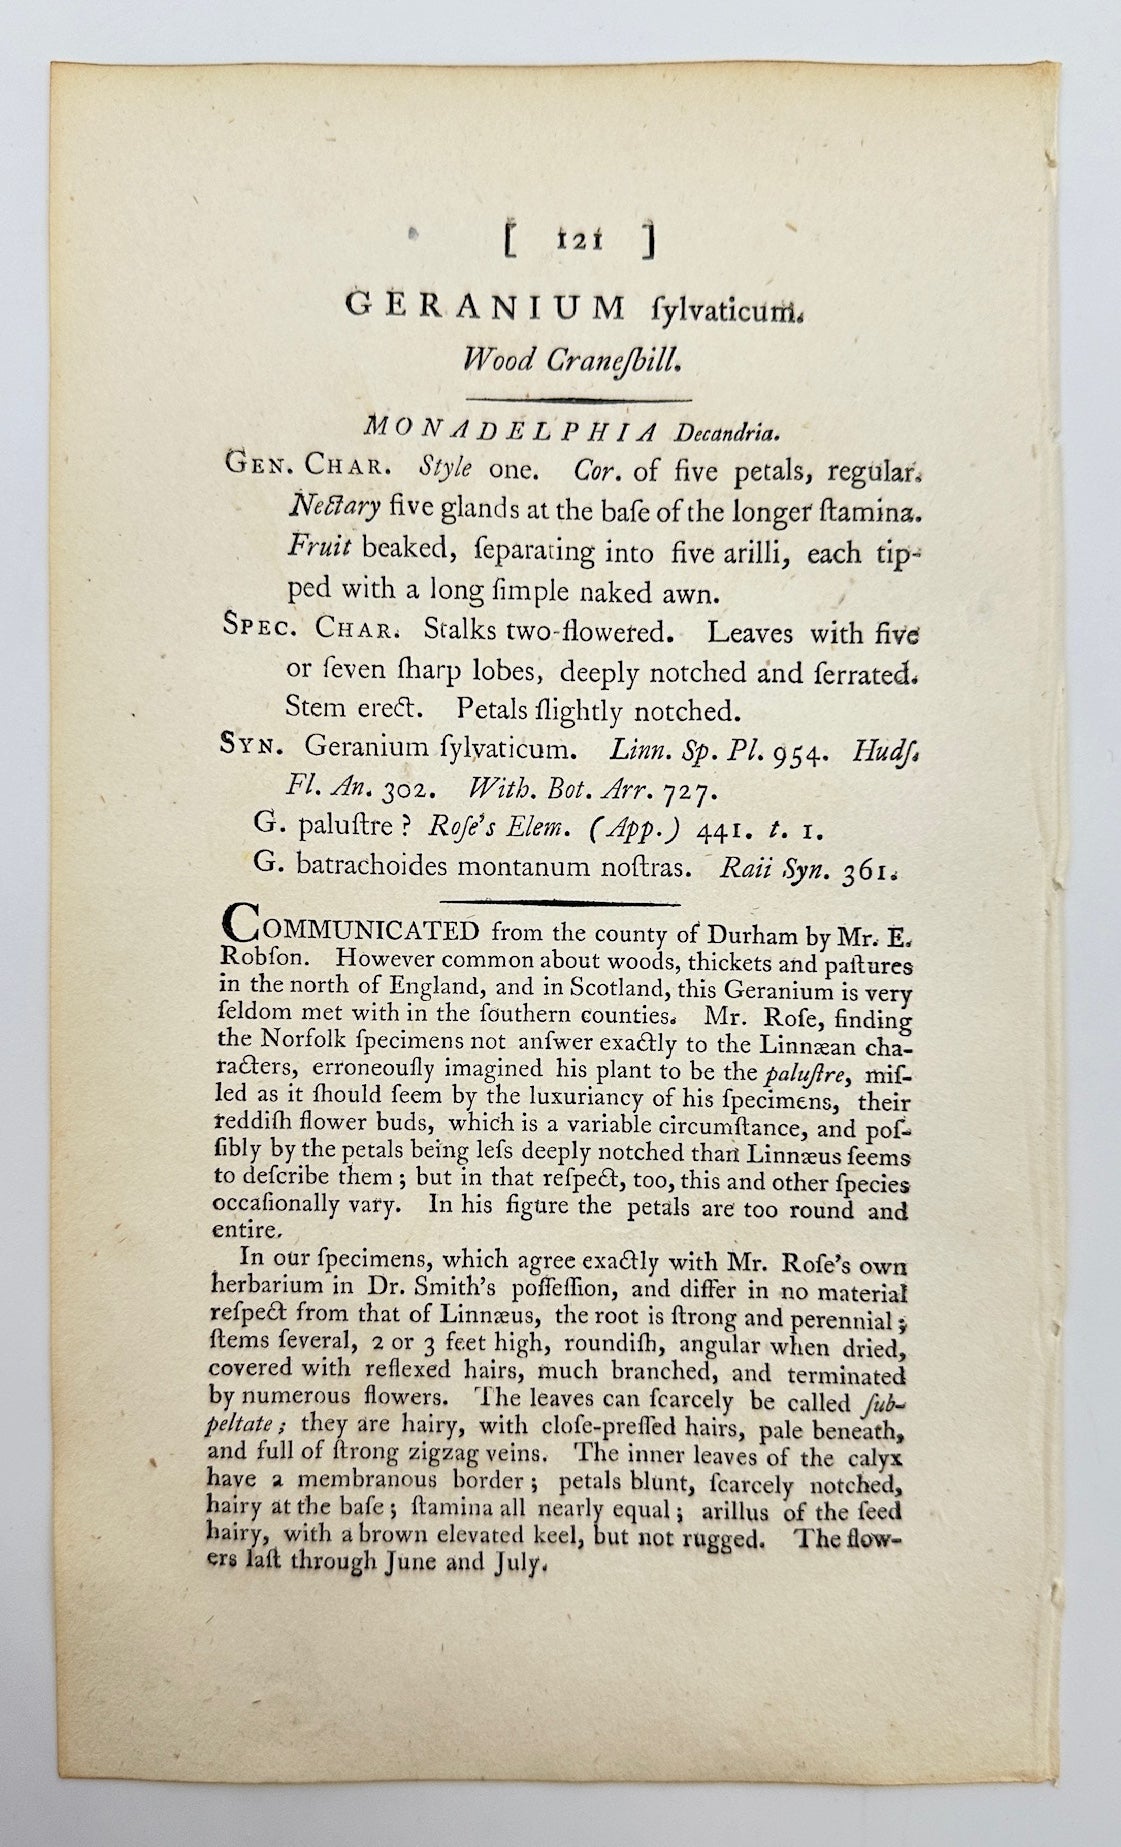 [ 121 ]
GERANIUM ſylvaticum.
Wood Craneſbill.
MONADELPHIA Decandria.
GEN. CHAR. Style one. Cor. of five petals, regular.
Nectary five glands at the baſe of the longer ſtamina.
Fruit beaked, ſeparating into five arilli, each tip-
ped with a long ſimple naked awn.
SPEC. CHAR. Stalks two-flowered. Leaves with five
or ſeven ſharp lobes, deeply notched and ſerrated.
Stem erect. Petals ſlightly notched.
SYN. Geranium ſylvaticum. Linn. Sp. Pl. 954. Hudſ.
Fl. An. 302. With. Bot. Arr. 727.
G. paluſtre ? Roſe's Elem. (App.) 441. t. 1.
G. batrachoides montanum noſtras. Raii Syn. 361.
COMMUNICATED from the county of Durham by Mr. E.
Robſon. However common about woods, thickets and paſtures
in the north of England, and in Scotland, this Geranium is very
ſeldom met with in the ſouthern counties. Mr. Roſe, finding
the Norfolk ſpecimens not anſwer exactly to the Linnæan cha-
racters, erroneouſly imagined his plant to be the paluſtre, miſ-
led as it ſhould ſeem by the luxuriancy of his ſpecimens, their
reddiſh flower buds, which is a variable circumſtance, and poſ-
ſibly by the petals being leſs deeply notched than Linnæus ſeems
to deſcribe them ; but in that reſpect, too, this and other ſpecies
occaſionally vary. In his figure the petals are too round and
entire.
In our ſpecimens, which agree exactly with Mr. Roſe's own
herbarium in Dr. Smith's poſſeſſion, and differ in no material
reſpect from that of Linnæus, the root is ſtrong and perennial ;
ſtems ſeveral, 2 or 3 feet high, roundiſh, angular when dried,
covered with reflexed hairs, much branched, and terminated
by numerous flowers. The leaves can ſcarcely be called ſub-
peltate ; they are hairy, with cloſe-preſſed hairs, pale beneath,
and full of ſtrong zigzag veins. The inner leaves of the calyx
have a membranous border ; petals blunt, ſcarcely notched,
hairy at the baſe ; ſtamina all nearly equal ; arillus of the ſeed
hairy, with a brown elevated keel, but not rugged. The flow-
ers laſt through June and July.